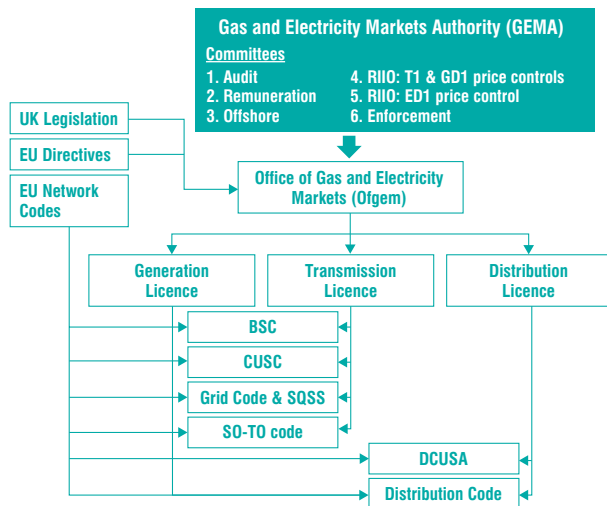 Gas and Electricity Markets Authority (GEMA)
Committees
1. Audit
2. Remuneration
3. Offshore
4. RIIO: T1 & GD1 price controls
5. RIIO: ED1 price control
6. Enforcement
UK Legislation
EU Directives
EU Network
Codes
Office of Gas and Electricity
Markets (Ofgem)
Generation
Licence
Transmission
Licence
Distribution
Licence
BSC
CUSC
Grid Code & SQSS
SO-TO code
DCUSA
Distribution Code